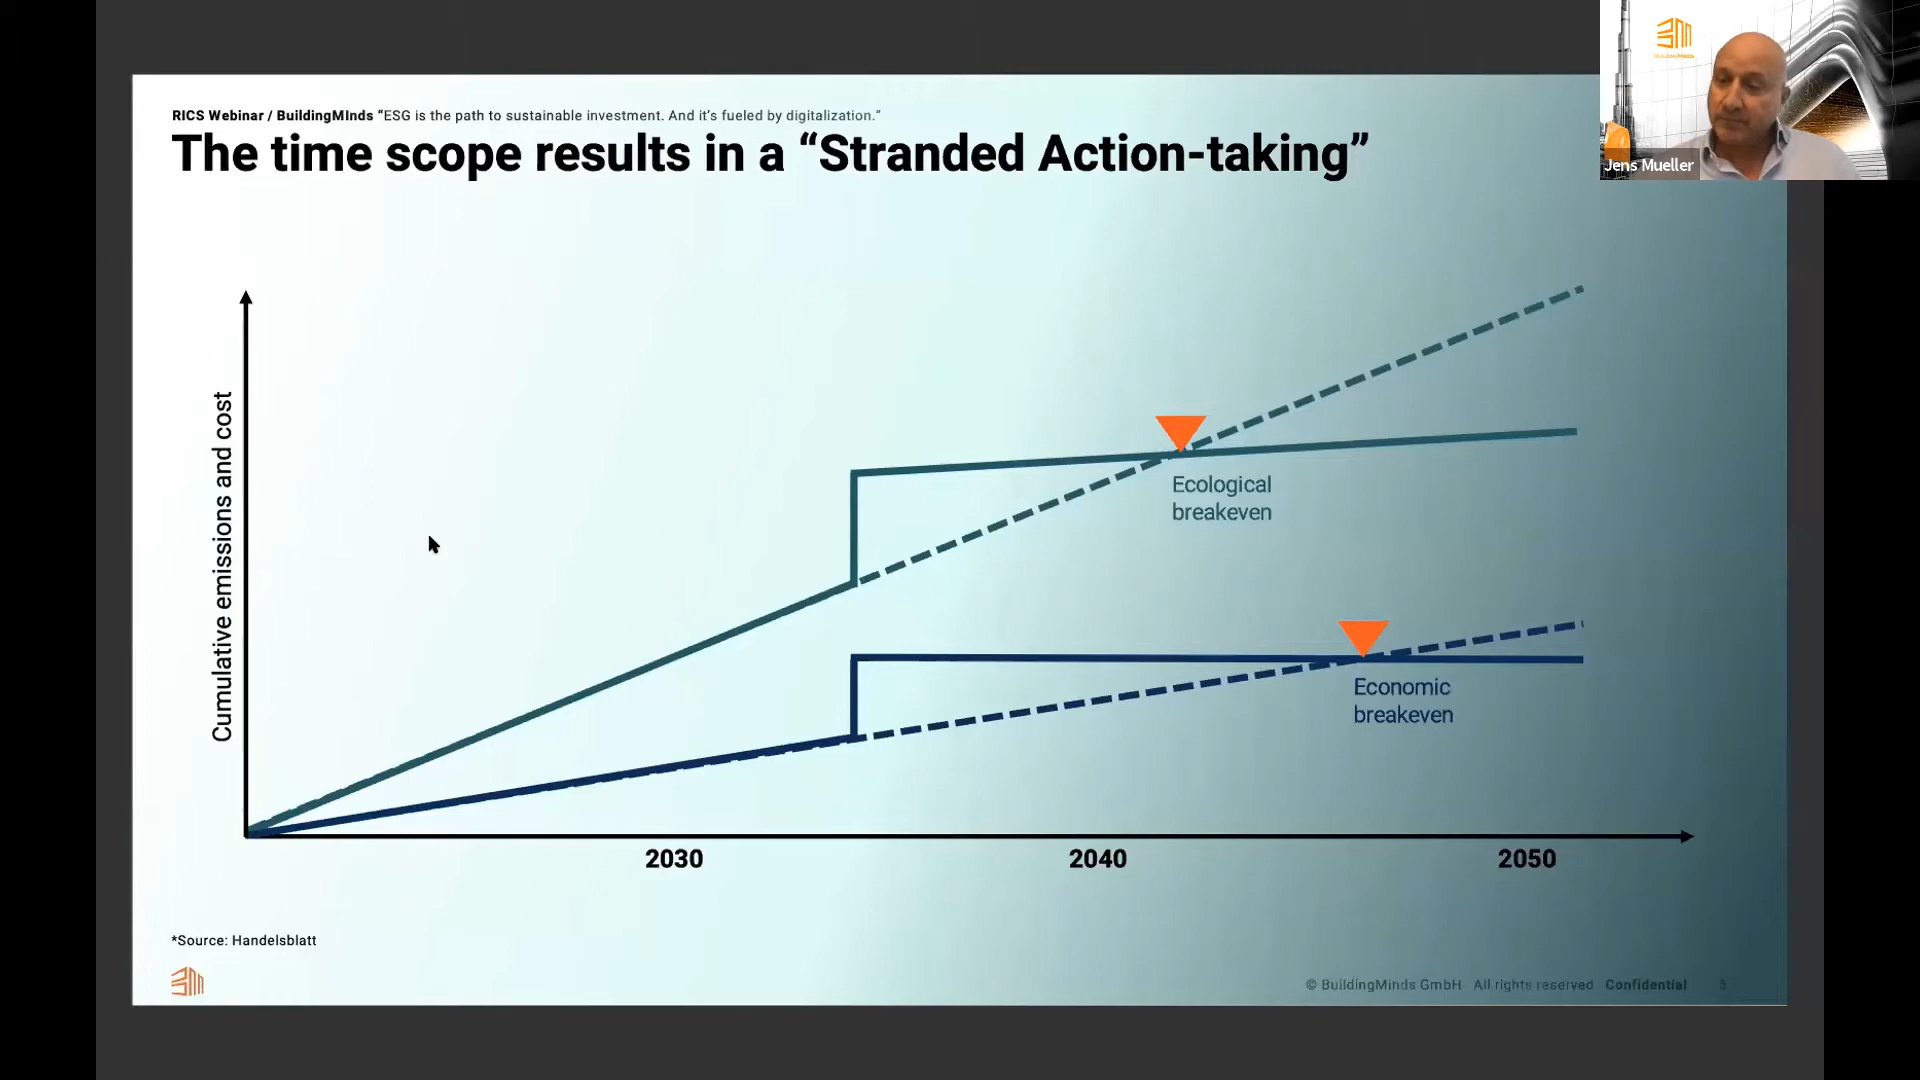 RICS Webinar / BuildingMInds “ESG is the path to sustainable investment. And it’s fueled by digitalization.”
The time scope results in a “Stranded Action-taking”
Jens Mueller
Cumulative emissions and cost
Ecological
breakeven
Economic
breakeven
2030
2040
2050
*Source: Handelsblatt
© BuildingMinds GmbH All rights reserved Confidential